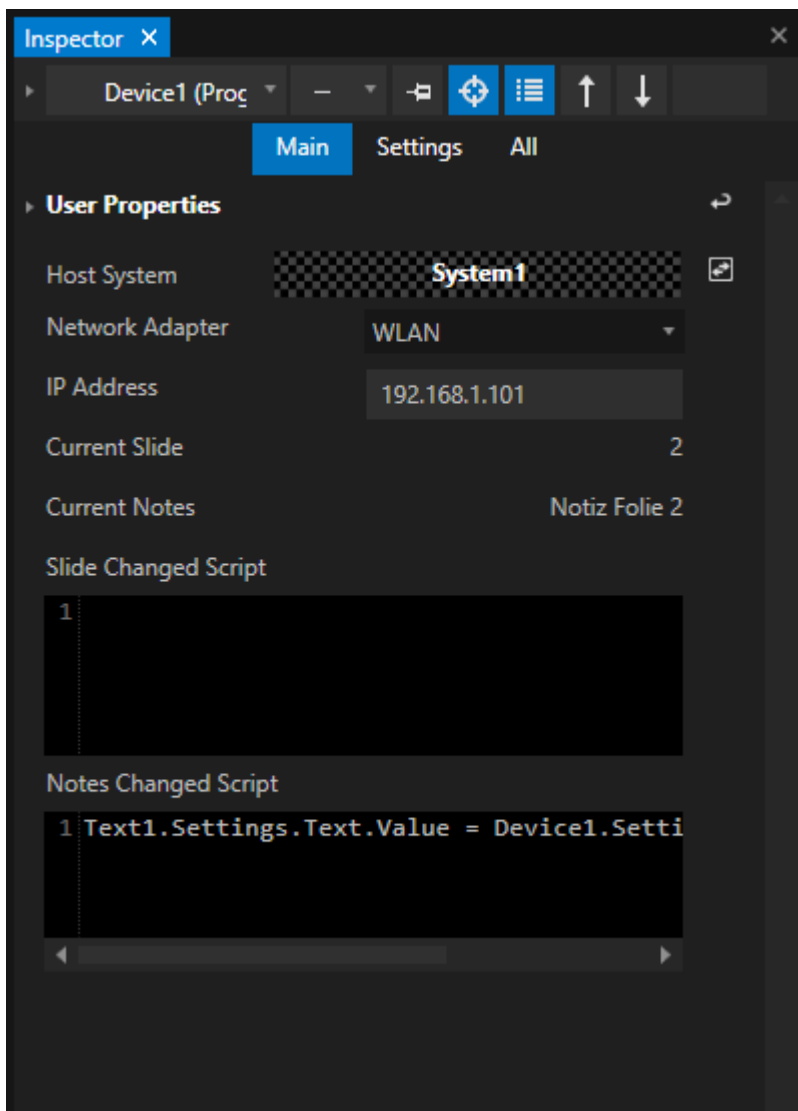 Inspector
Device1 (Prog
Main Settings All
User Properties
Host System System1
Network Adapter WLAN
IP Address 192.168.1.101
Current Slide 2
Current Notes Notiz Folie 2
Slide Changed Script
1
Notes Changed Script
1 Text1.Settings.Text.Value = Device1.Setti